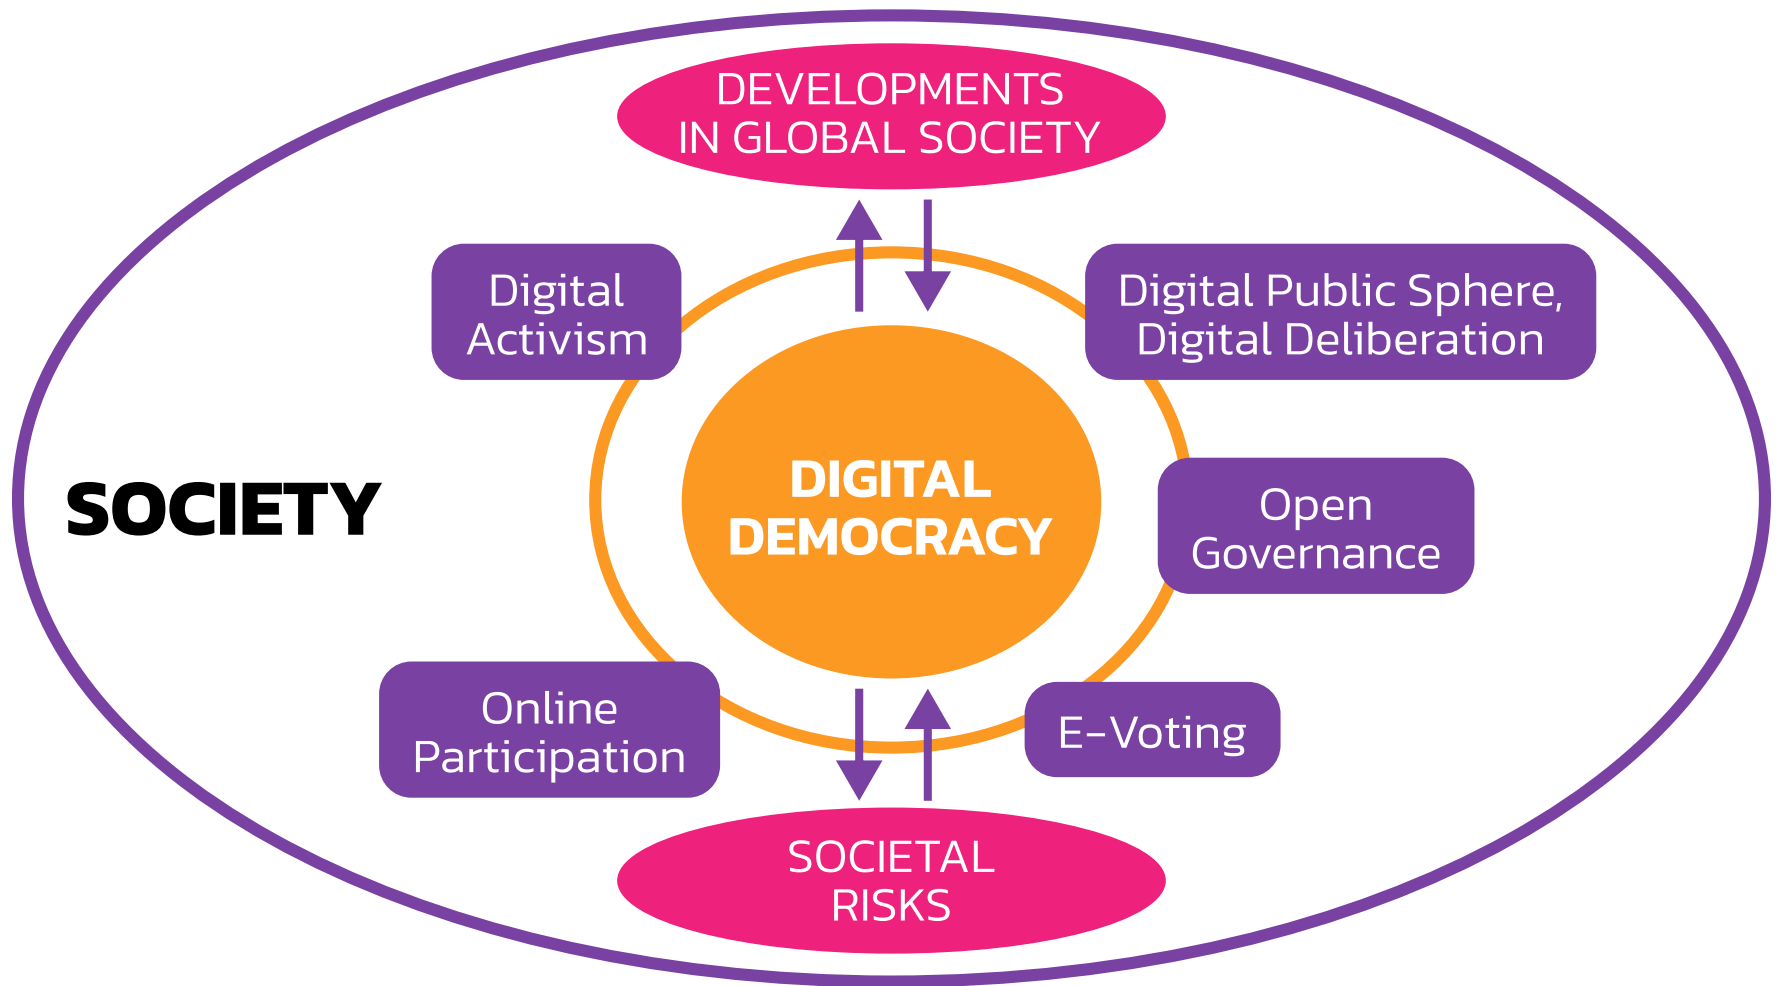 DEVELOPMENTS
IN GLOBAL SOCIETY
Digital
Activism
Digital Public Sphere,
Digital Deliberation
SOCIETY
DIGITAL
DEMOCRACY
Open
Governance
Online
Participation
E-Voting
SOCIETAL
RISKS